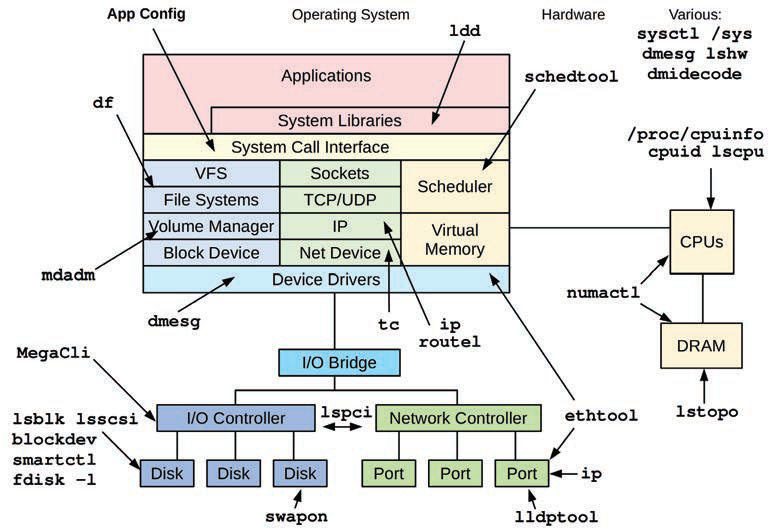 App Config
Operating System
Hardware
Various:
sysctl /sys
dmesg lshw
dmidecode
ldd
Applications
schedtool
df
System Libraries
System Call Interface
/proc/cpuinfo
cpuid lscpu
VFS
Sockets
Scheduler
File Systems
TCP/UDP
Volume Manager
IP
Virtual
Memory
CPUs
Block Device
Net Device
mdadm
Device Drivers
numactl
dmesg
tc
ip
routel
DRAM
MegaCli
I/O Bridge
I/O Controller
lspci
Network Controller
ethtool
lstopo
lsblk lsscsi
blockdev
smartctl
fdisk -l
Disk
Disk
Disk
Port
Port
Port
ip
swapon
lldptool